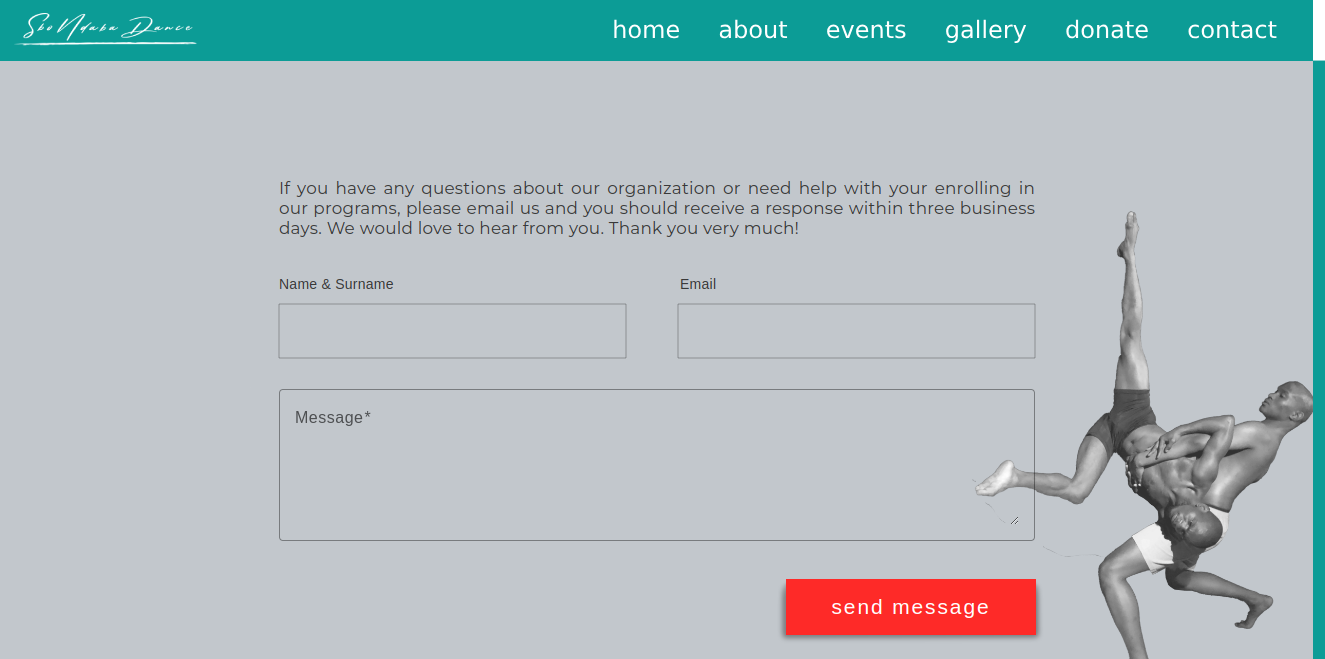 Sbo Ndaba Dance
home about events gallery donate contact
If you have any questions about our organization or need help with your enrolling in
our programs, please email us and you should receive a response within three business
days. We would love to hear from you. Thank you very much!
Name & Surname Email
Message*
send message